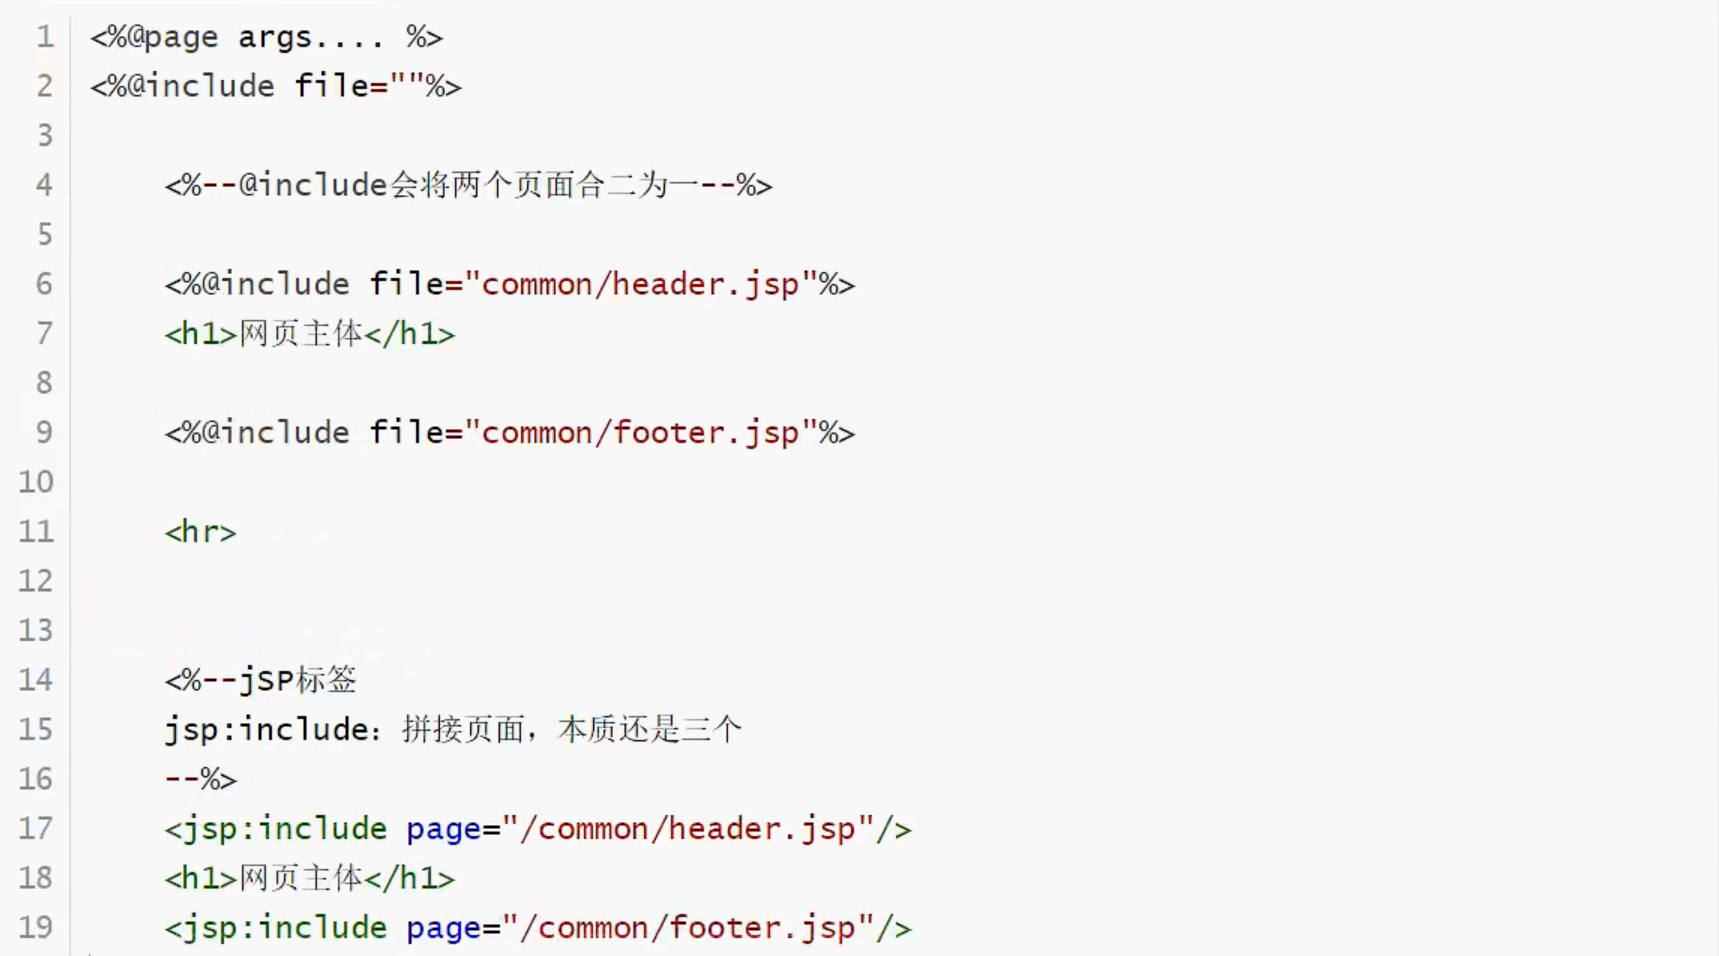 1 <%@page args.... %>
2 <%@include file=""%>
3
4 <%--@include会将两个页面合二为一--%>
5
6 <%@include file="common/header.jsp"%>
7 <h1>网页主体</h1>
8
9 <%@include file="common/footer.jsp"%>
10
11 <hr>
12
13
14 <%--jSP标签
15 jsp:include：拼接页面，本质还是三个
16 --%>
17 <jsp:include page="/common/header.jsp"/>
18 <h1>网页主体</h1>
19 <jsp:include page="/common/footer.jsp"/>